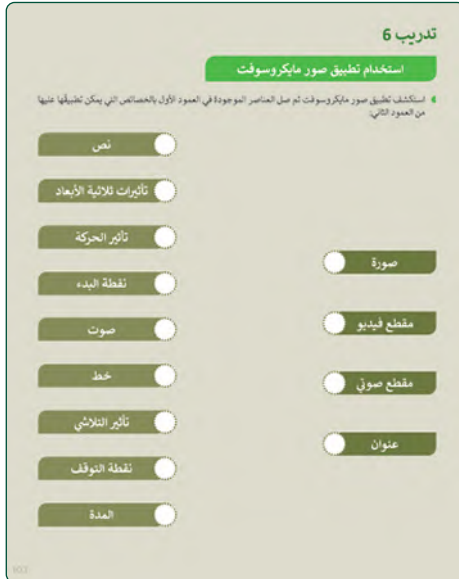 تدريب 6
استخدام تطبيق صور مايكروسوفت
استكشف تطبيق صور مايكروسوفت ثم صل العناصر الموجودة في العمود الأول بالخصائص التي يمكن تطبيقها عليها
من العمود الثاني:
صورة
مقطع فيديو
مقطع صوتي
عنوان
نص
تأثيرات ثلاثية الأبعاد
تأثير الحركة
نقطة البدء
صوت
خط
تأثير التلاشي
نقطة التوقف
المدة